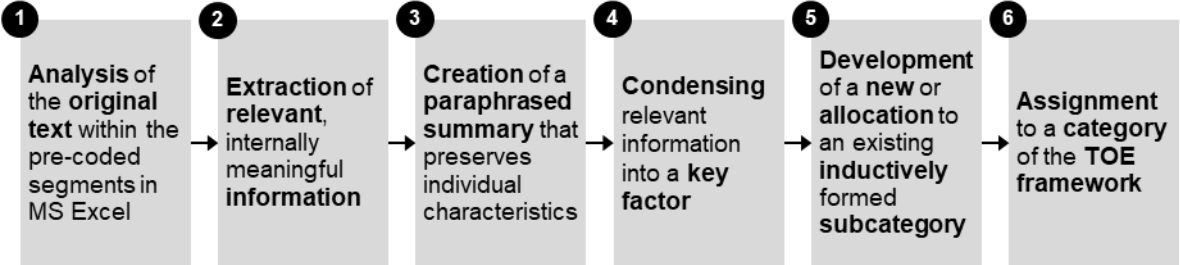 1
Analysis of
the original
text within the
pre-coded
segments in
MS Excel
2
Extraction of
relevant,
internally
meaningful
information
3
Creation of a
paraphrased
summary that
preserves
individual
characteristics
4
Condensing
relevant
information
into a key
factor
5
Development
of a new or
allocation to
an existing
inductively
formed
subcategory
6
Assignment
to a category
of the TOE
framework